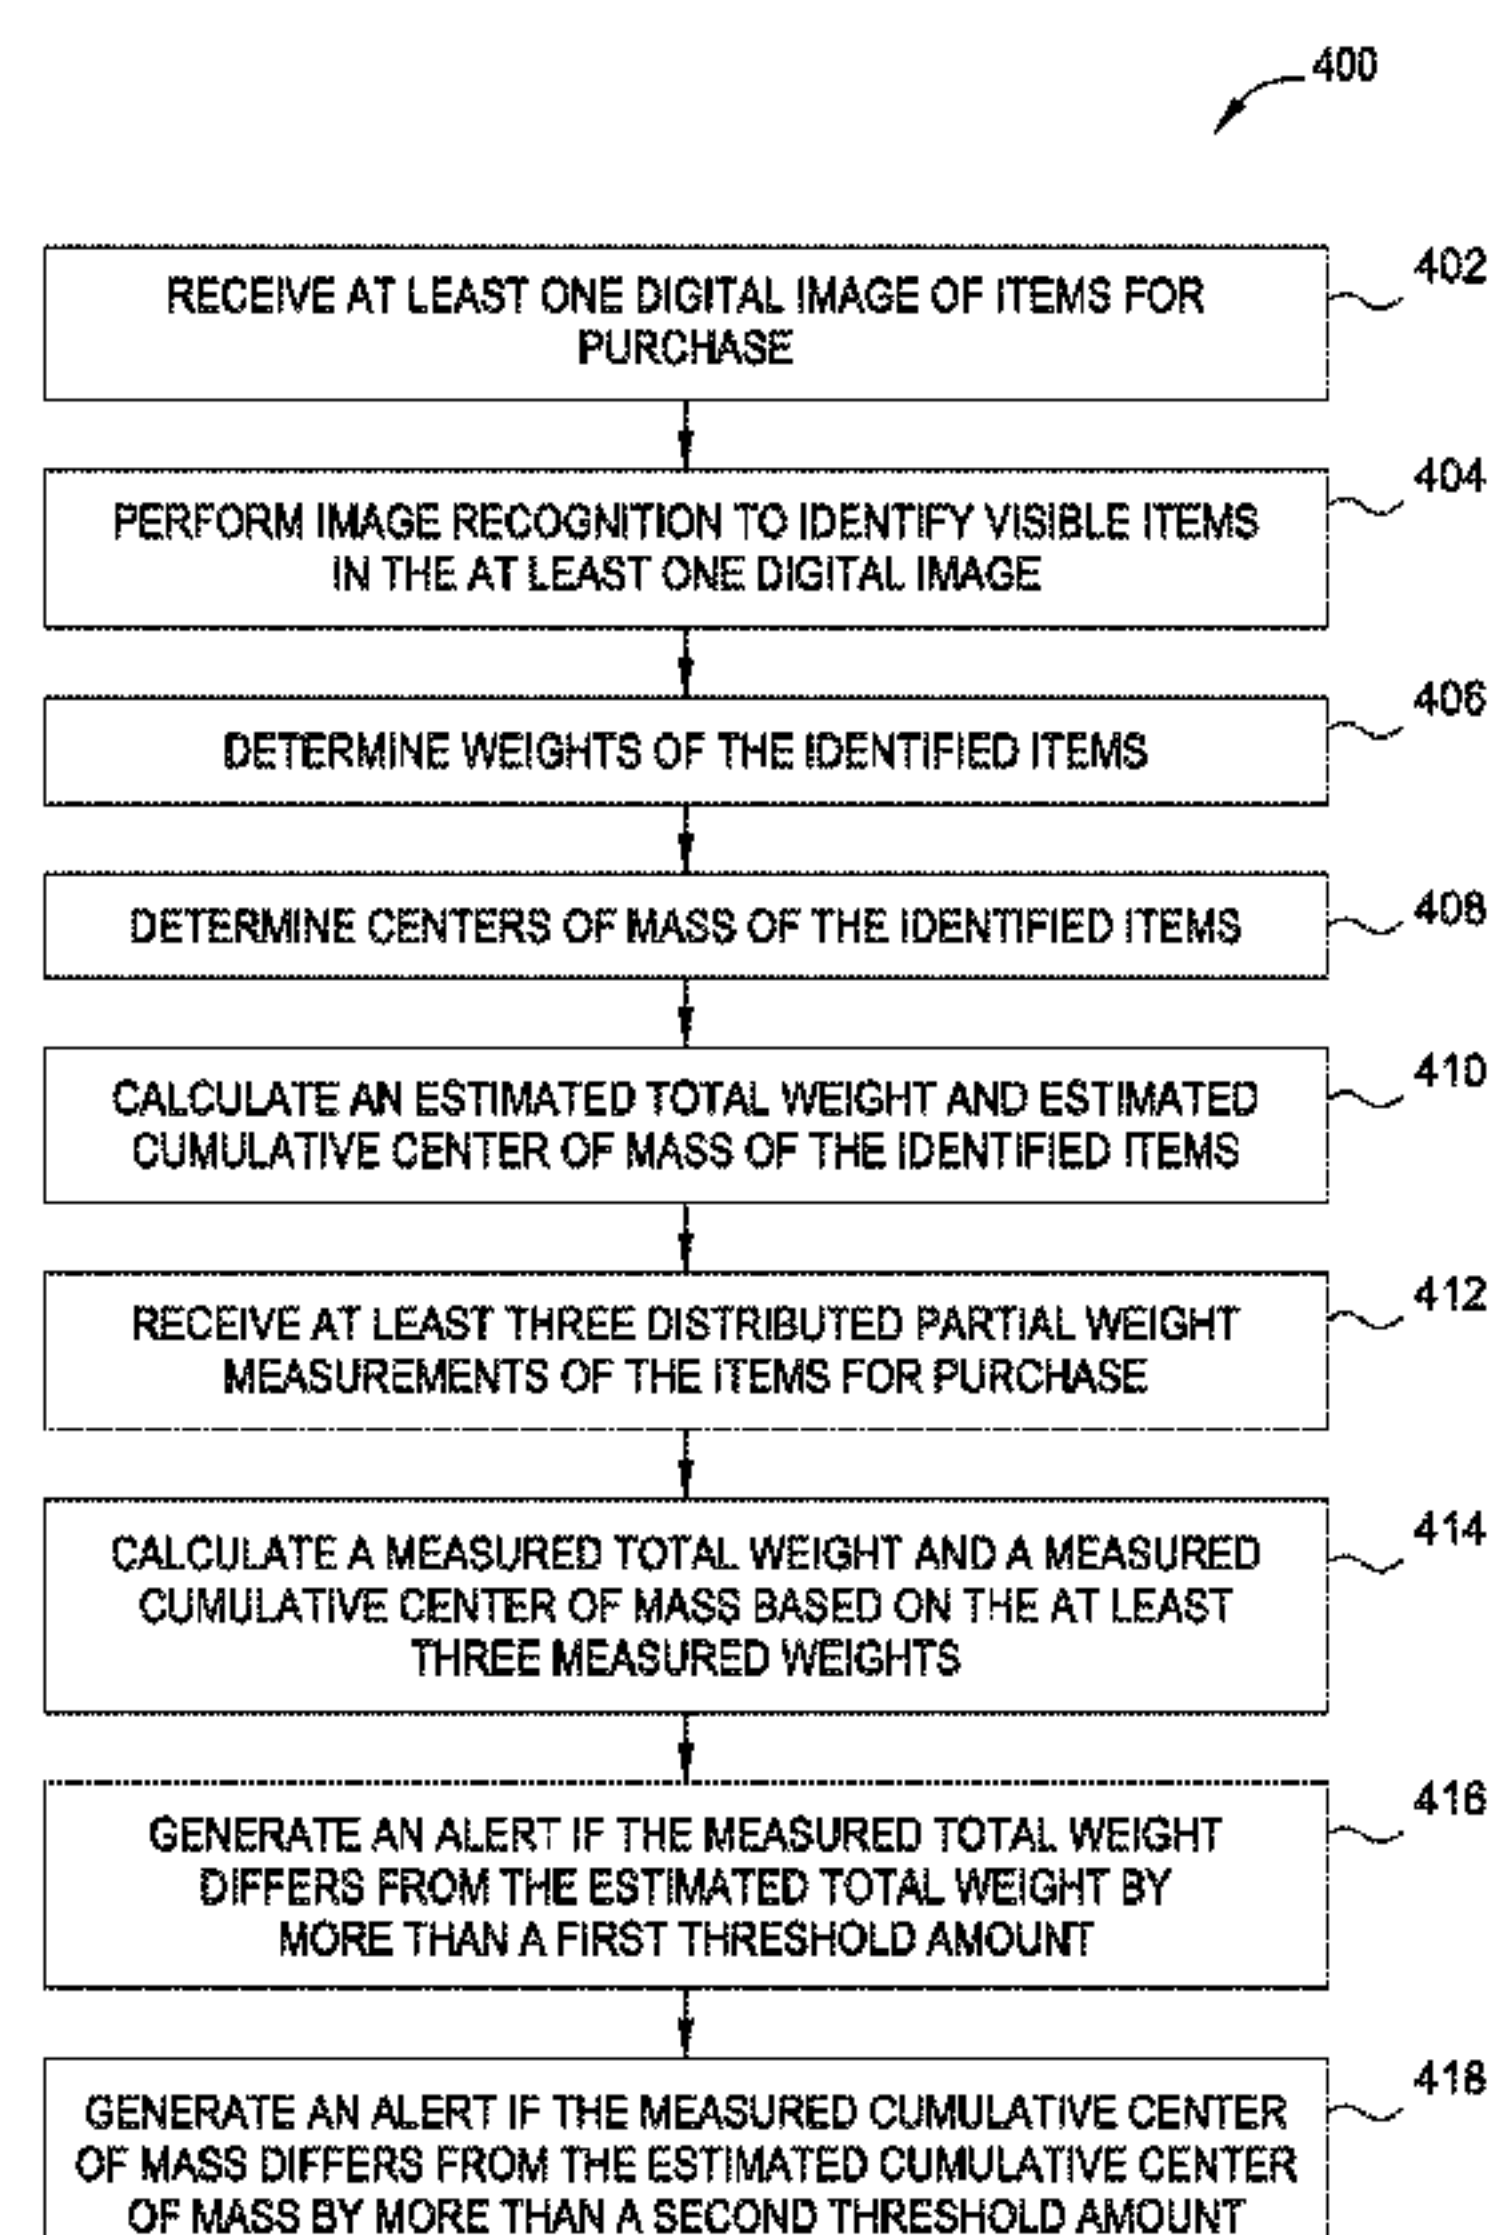 400
RECEIVE AT LEAST ONE DIGITAL IMAGE OF ITEMS FOR
PURCHASE
402
PERFORM IMAGE RECOGNITION TO IDENTIFY VISIBLE ITEMS
IN THE AT LEAST ONE DIGITAL IMAGE
404
DETERMINE WEIGHTS OF THE IDENTIFIED ITEMS
406
DETERMINE CENTERS OF MASS OF THE IDENTIFIED ITEMS
408
CALCULATE AN ESTIMATED TOTAL WEIGHT AND ESTIMATED
CUMULATIVE CENTER OF MASS OF THE IDENTIFIED ITEMS
410
RECEIVE AT LEAST THREE DISTRIBUTED PARTIAL WEIGHT
MEASUREMENTS OF THE ITEMS FOR PURCHASE
412
CALCULATE A MEASURED TOTAL WEIGHT AND A MEASURED
CUMULATIVE CENTER OF MASS BASED ON THE AT LEAST
THREE MEASURED WEIGHTS
414
GENERATE AN ALERT IF THE MEASURED TOTAL WEIGHT
DIFFERS FROM THE ESTIMATED TOTAL WEIGHT BY
MORE THAN A FIRST THRESHOLD AMOUNT
416
GENERATE AN ALERT IF THE MEASURED CUMULATIVE CENTER
OF MASS DIFFERS FROM THE ESTIMATED CUMULATIVE CENTER
OF MASS BY MORE THAN A SECOND THRESHOLD AMOUNT
418